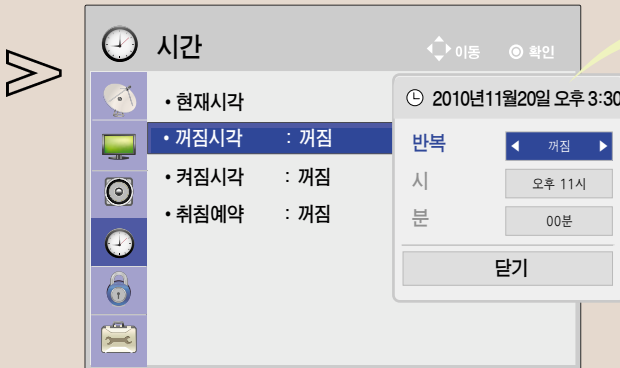 시간
이동 확인
• 현재시각
• 꺼짐시각 : 꺼짐
• 켜짐시각 : 꺼짐
• 취침예약 : 꺼짐
2010년11월20일 오후 3:30
반복 꺼짐
시 오후 11시
분 00분
닫기